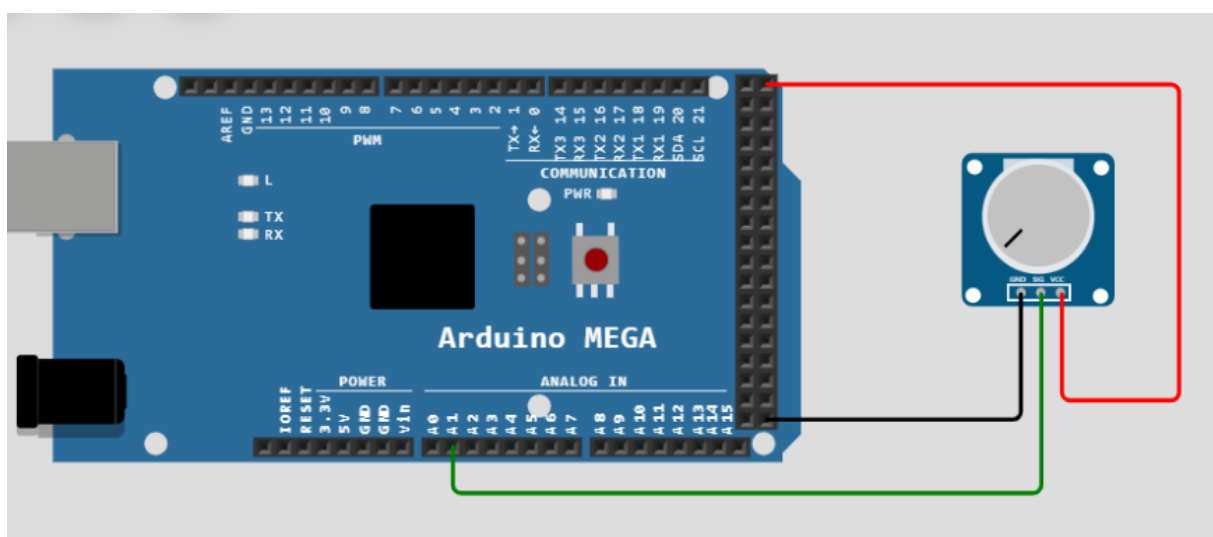 AREF
GND
13
12
11
10
9
8
7
6
5
4
3
2
1
0
14
15
16
17
18
19
20
21
TX→
RX←
TX3
RX3
TX2
RX2
TX1
RX1
SDA
SCL
PWM
COMMUNICATION
PWR
L
TX
RX
GND SIG VCC
Arduino MEGA
POWER
ANALOG IN
IOREF
RESET
3.3V
5V
GND
GND
Vin
A0
A1
A2
A3
A4
A5
A6
A7
A8
A9
A10
A11
A12
A13
A14
A15